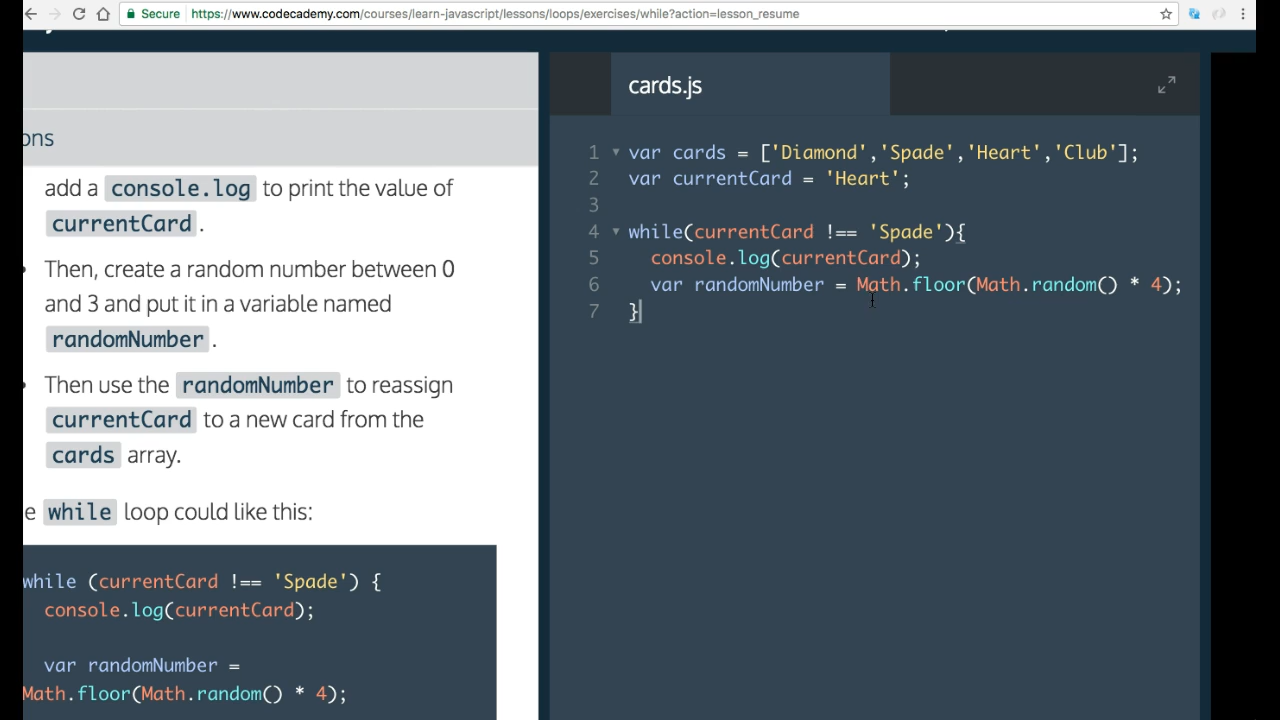 Secure https://www.codecademy.com/courses/learn-javascript/lessons/loops/exercises/while?action=lesson_resume
ons
add a console.log to print the value of
currentCard .
Then, create a random number between 0
and 3 and put it in a variable named
randomNumber .
Then use the randomNumber to reassign
currentCard to a new card from the
cards array.
e while loop could like this:
while (currentCard !== 'Spade') {
console.log(currentCard);
var randomNumber =
Math.floor(Math.random() * 4);
cards.js
1 var cards = ['Diamond','Spade','Heart','Club'];
2 var currentCard = 'Heart';
3
4 while(currentCard !== 'Spade'){
5 console.log(currentCard);
6 var randomNumber = Math.floor(Math.random() * 4);
7 }